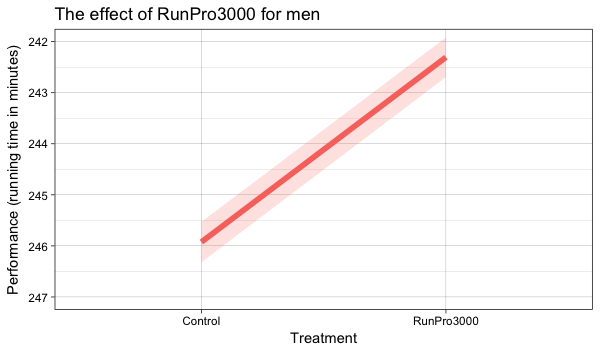 The effect of RunPro3000 for men
Performance (running time in minutes)
242
243
244
245
246
247
Control
RunPro3000
Treatment